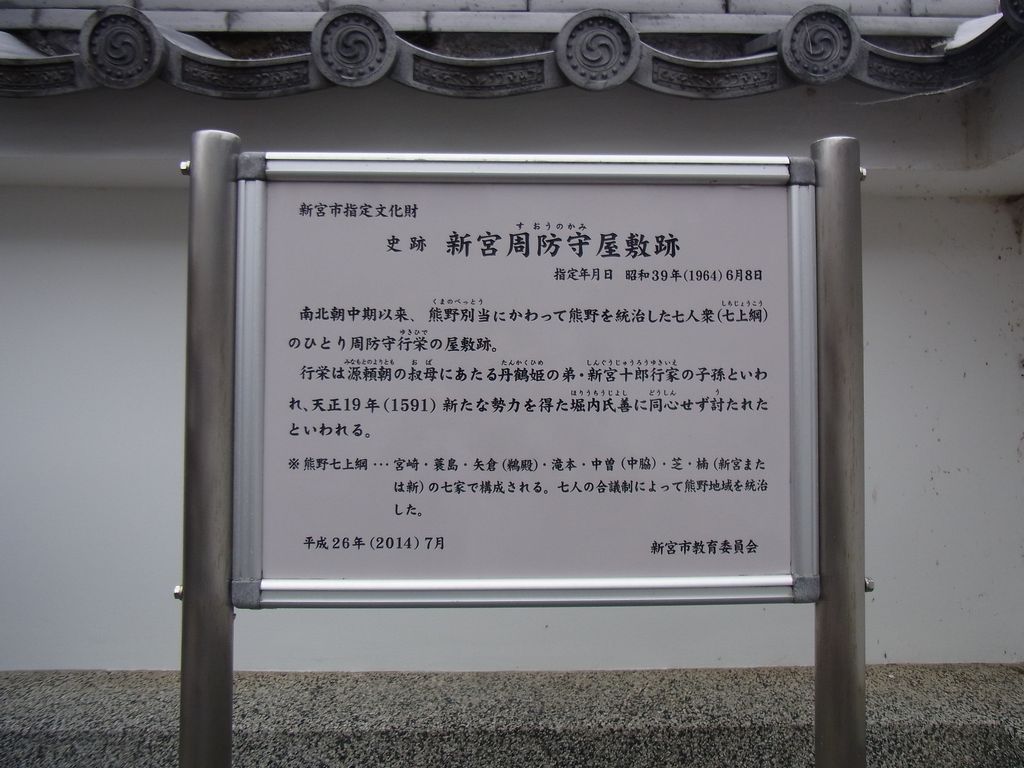 新宮市指定文化財
史跡 新宮周防守屋敷跡
すおうのかみ
指定年月日 昭和39年(1964)6月8日
くまのべっとう しちじょうこう
南北朝中期以来、熊野別当にかわって熊野を統治した七人衆(七上綱)
ゆきひで
のひとり周防守行栄の屋敷跡。
みなもとのよりとも おば たんかくひめ しんぐうじゅうろうゆきいえ
行栄は源頼朝の叔母にあたる丹鶴姫の弟・新宮十郎行家の子孫といわ
ほりうちうじよし どうしん う
れ、天正19年(1591)新たな勢力を得た堀内氏善に同心せず討たれた
といわれる。
※熊野七上綱…宮崎・蓑島・矢倉(鵜殿)・滝本・中曽(中脇)・芝・楠(新宮また
は新)の七家で構成される。七人の合議制によって熊野地域を統治
した。
平成26年(2014)7月
新宮市教育委員会